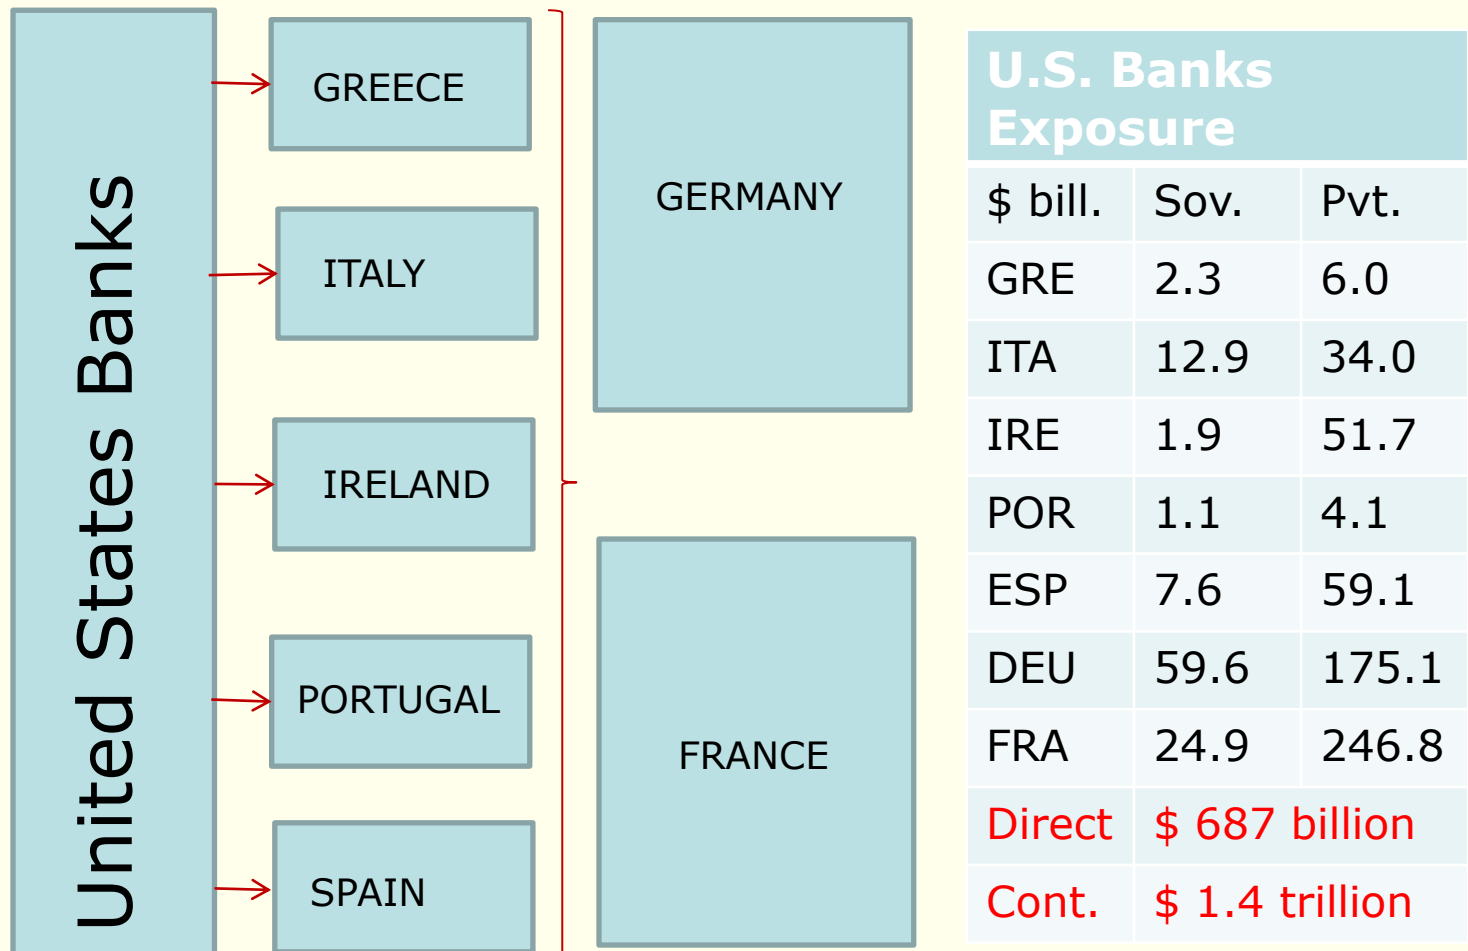 United States Banks
GREECE
ITALY
IRELAND
PORTUGAL
SPAIN
GERMANY
FRANCE
U.S. Banks
Exposure
$ bill. Sov. Pvt.
GRE 2.3 6.0
ITA 12.9 34.0
IRE 1.9 51.7
POR 1.1 4.1
ESP 7.6 59.1
DEU 59.6 175.1
FRA 24.9 246.8
Direct $ 687 billion
Cont. $ 1.4 trillion